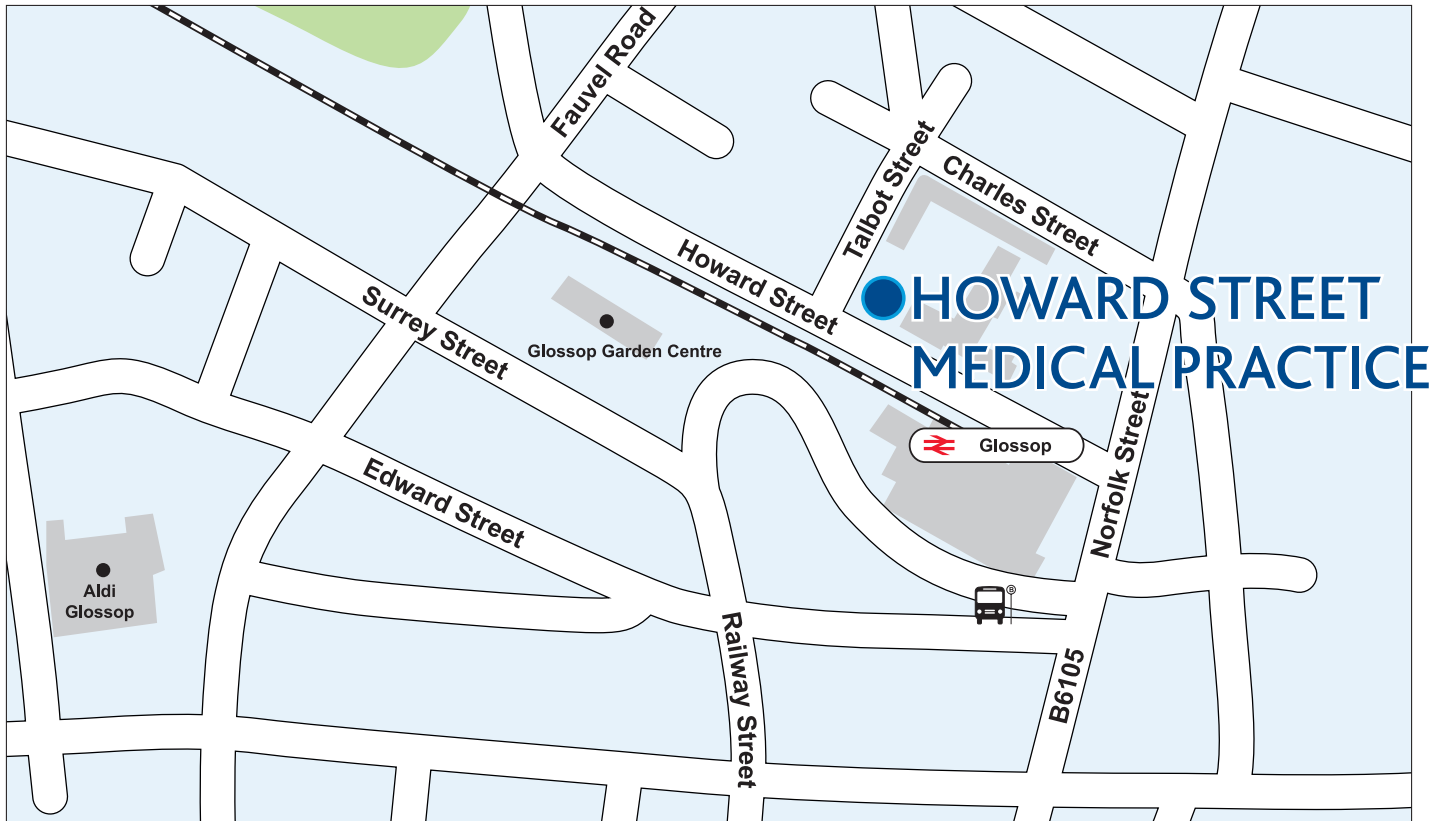 Fauvel Road
Talbot Street
Charles Street
Howard Street
HOWARD STREET
MEDICAL PRACTICE
Surrey Street
Glossop Garden Centre
Glossop
Norfolk Street
Edward Street
Aldi
Glossop
B
Railway Street
B6105